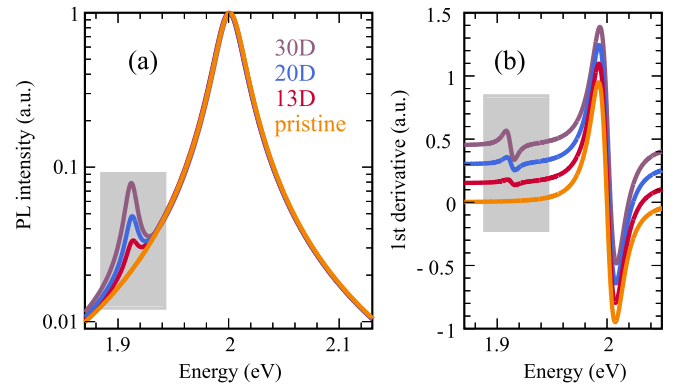 1
0.1
0.01
PL intensity (a.u.)
(a)
30D
20D
13D
pristine
1.9
2
2.1
Energy (eV)
1.5
1
0.5
0
- 0.5
-1
1st derivative (a.u.)
(b)
1.9
2
Energy (eV)